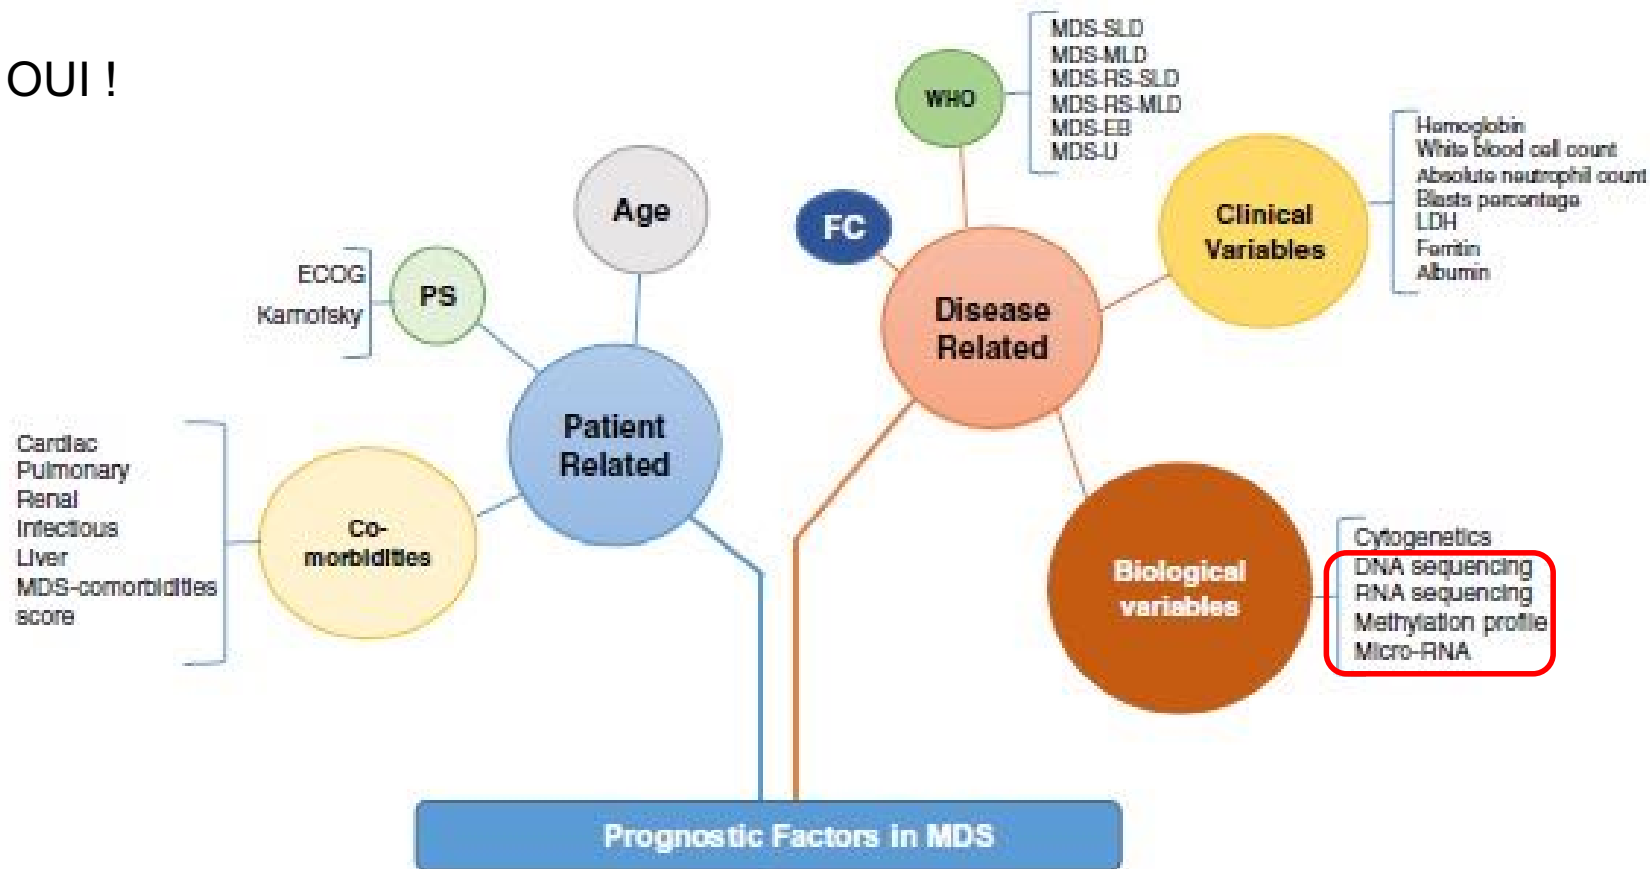 OUI !
MDS-SLD
MDS-MLD
MDS-RS-SLD
MDS-RS-MLD
MDS-EB
MDS-U
WHO
Hemoglobin
White blood cell count
Absolute neutrophil count
Blasts percentage
LDH
Ferritin
Albumin
Clinical
Variables
FC
Age
ECOG
Karnofsky
PS
Disease
Related
Patient
Related
Cardiac
Pulmonary
Renal
Infectious
Liver
MDS-comorbidities
score
Co-
morbidities
Biological
variables
Cytogenetics
DNA sequencing
RNA sequencing
Methylation profile
Micro-RNA
Prognostic Factors in MDS